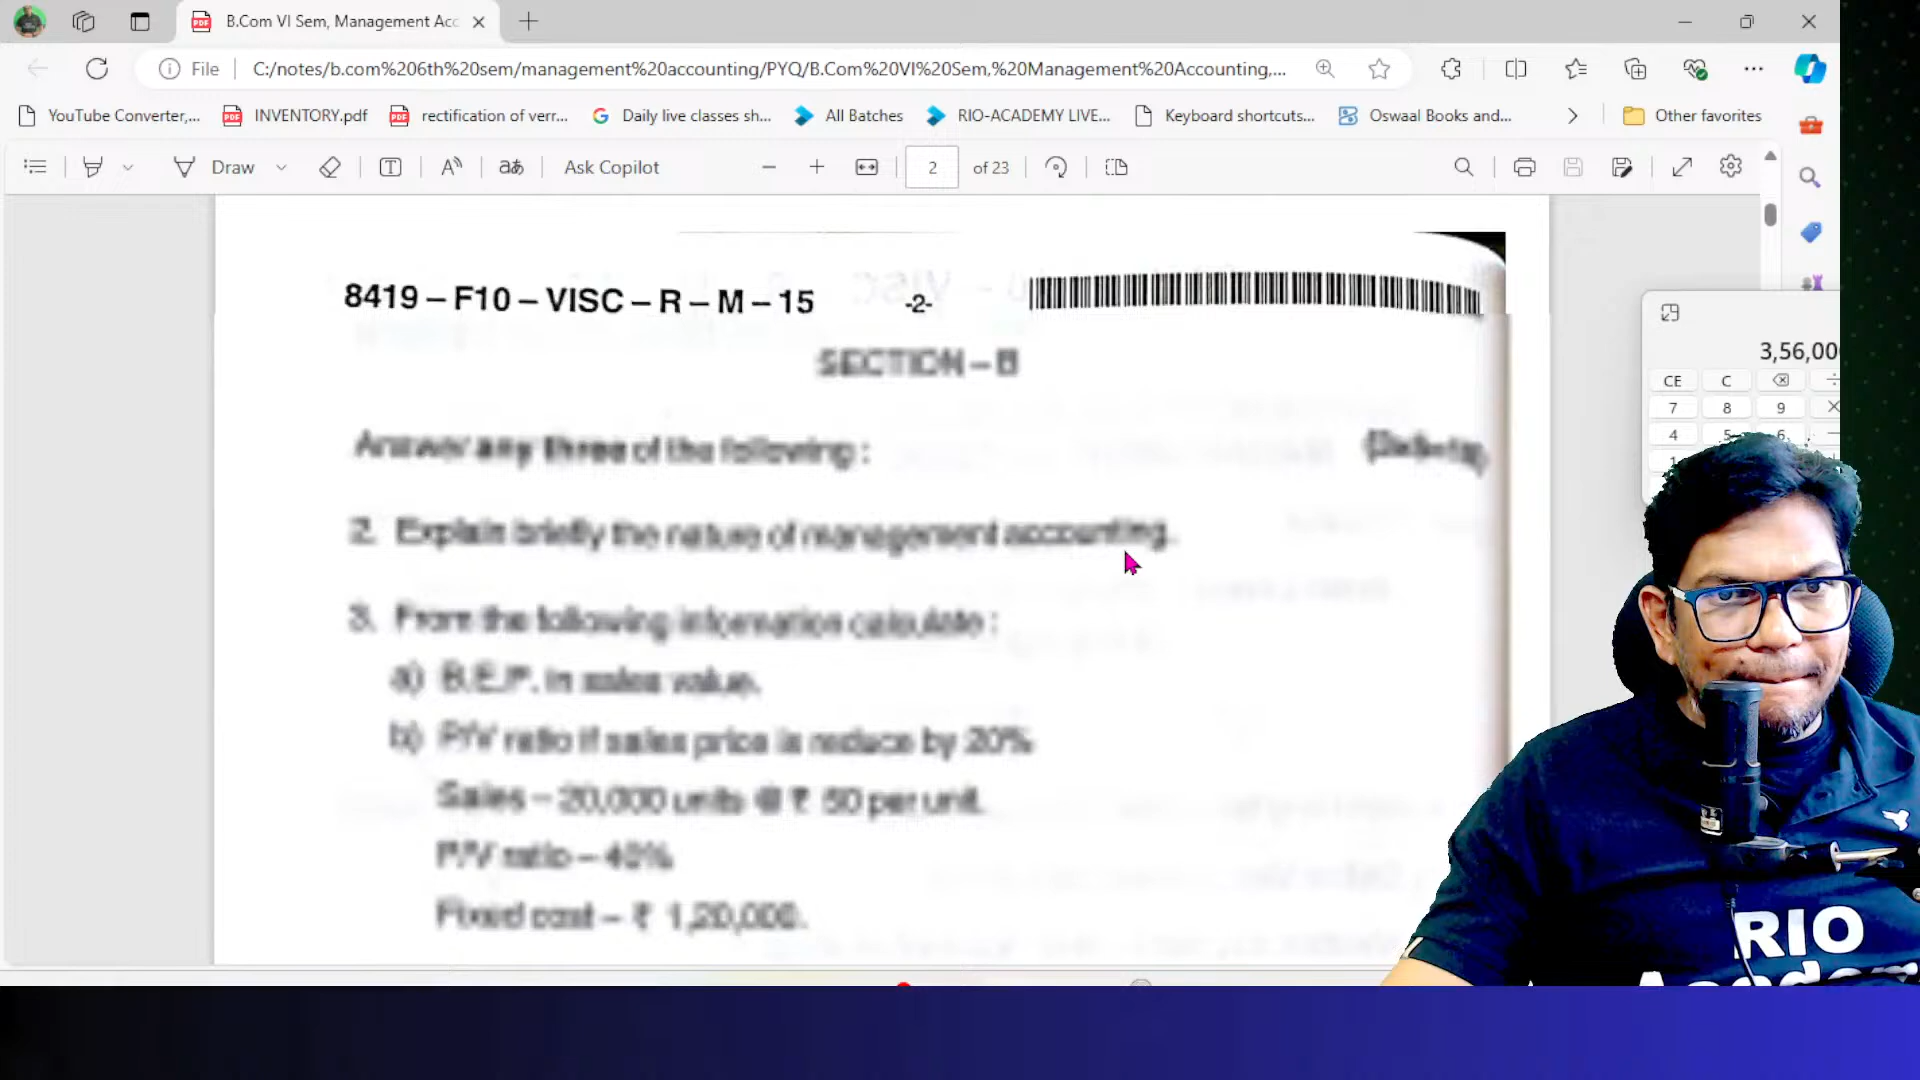 B.Com VI Sem, Management Acc
File
C:/notes/b.com%206th%20sem/management%20accounting/PYQ/B.Com%20VI%20Sem,%20Management%20Accounting,...
YouTube Converter,...
INVENTORY.pdf
rectification of verr...
Daily live classes sh...
All Batches
RIO-ACADEMY LIVE...
Keyboard shortcuts...
Oswaal Books and...
Other favorites
Draw
Ask Copilot
2 of 23
8419 – F10 – VISC – R – M – 15 -2-
SECTION – B
Answer any three of the following :
2. Explain briefly the nature of management accounting.
3. From the following information calculate :
a) B.E.P. in sales value.
b) P/V ratio if sales price is reduce by 20%
Sales – 20,000 units @ ₹ 50 per unit.
P/V ratio – 40%
Fixed cost – ₹ 1,20,000.
3,56,00
CE C
7 8 9
4 5 6
RIO